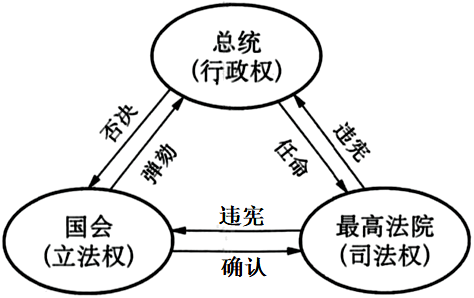 总统
(行政权)
否决
弹劾
任命
违宪
国会
(立法权)
违宪
确认
最高法院
(司法权)